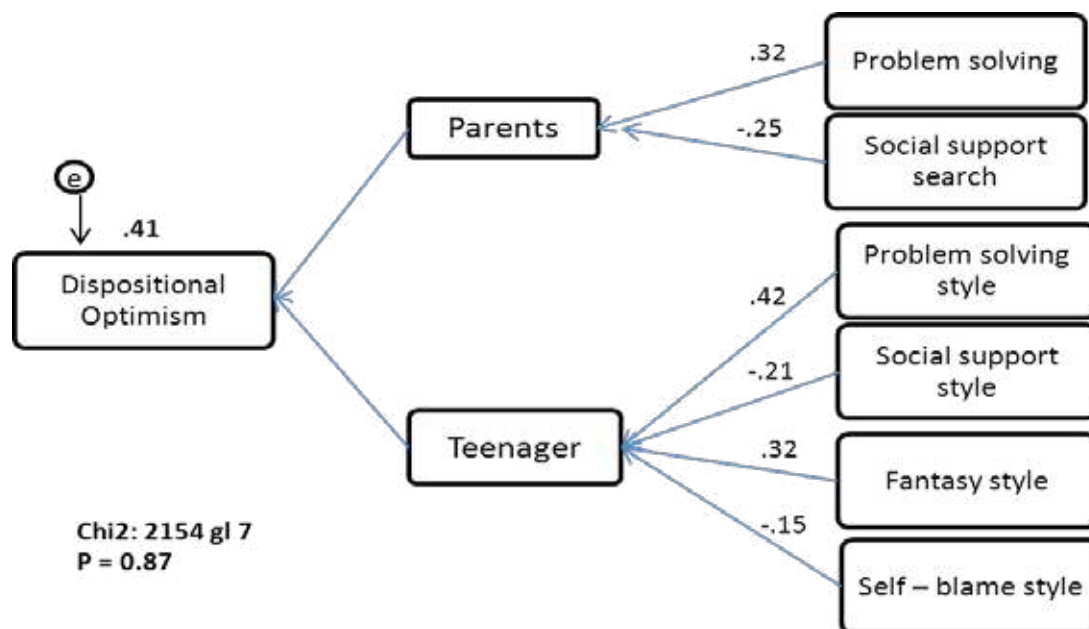 .32
Problem solving
Parents
-.25
Social support
search
e
.41
Dispositional
Optimism
Problem solving
style
.42
-.21
Social support
style
Teenager
.32
Fantasy style
-.15
Self – blame style
Chi2: 2154 gl 7
P = 0.87